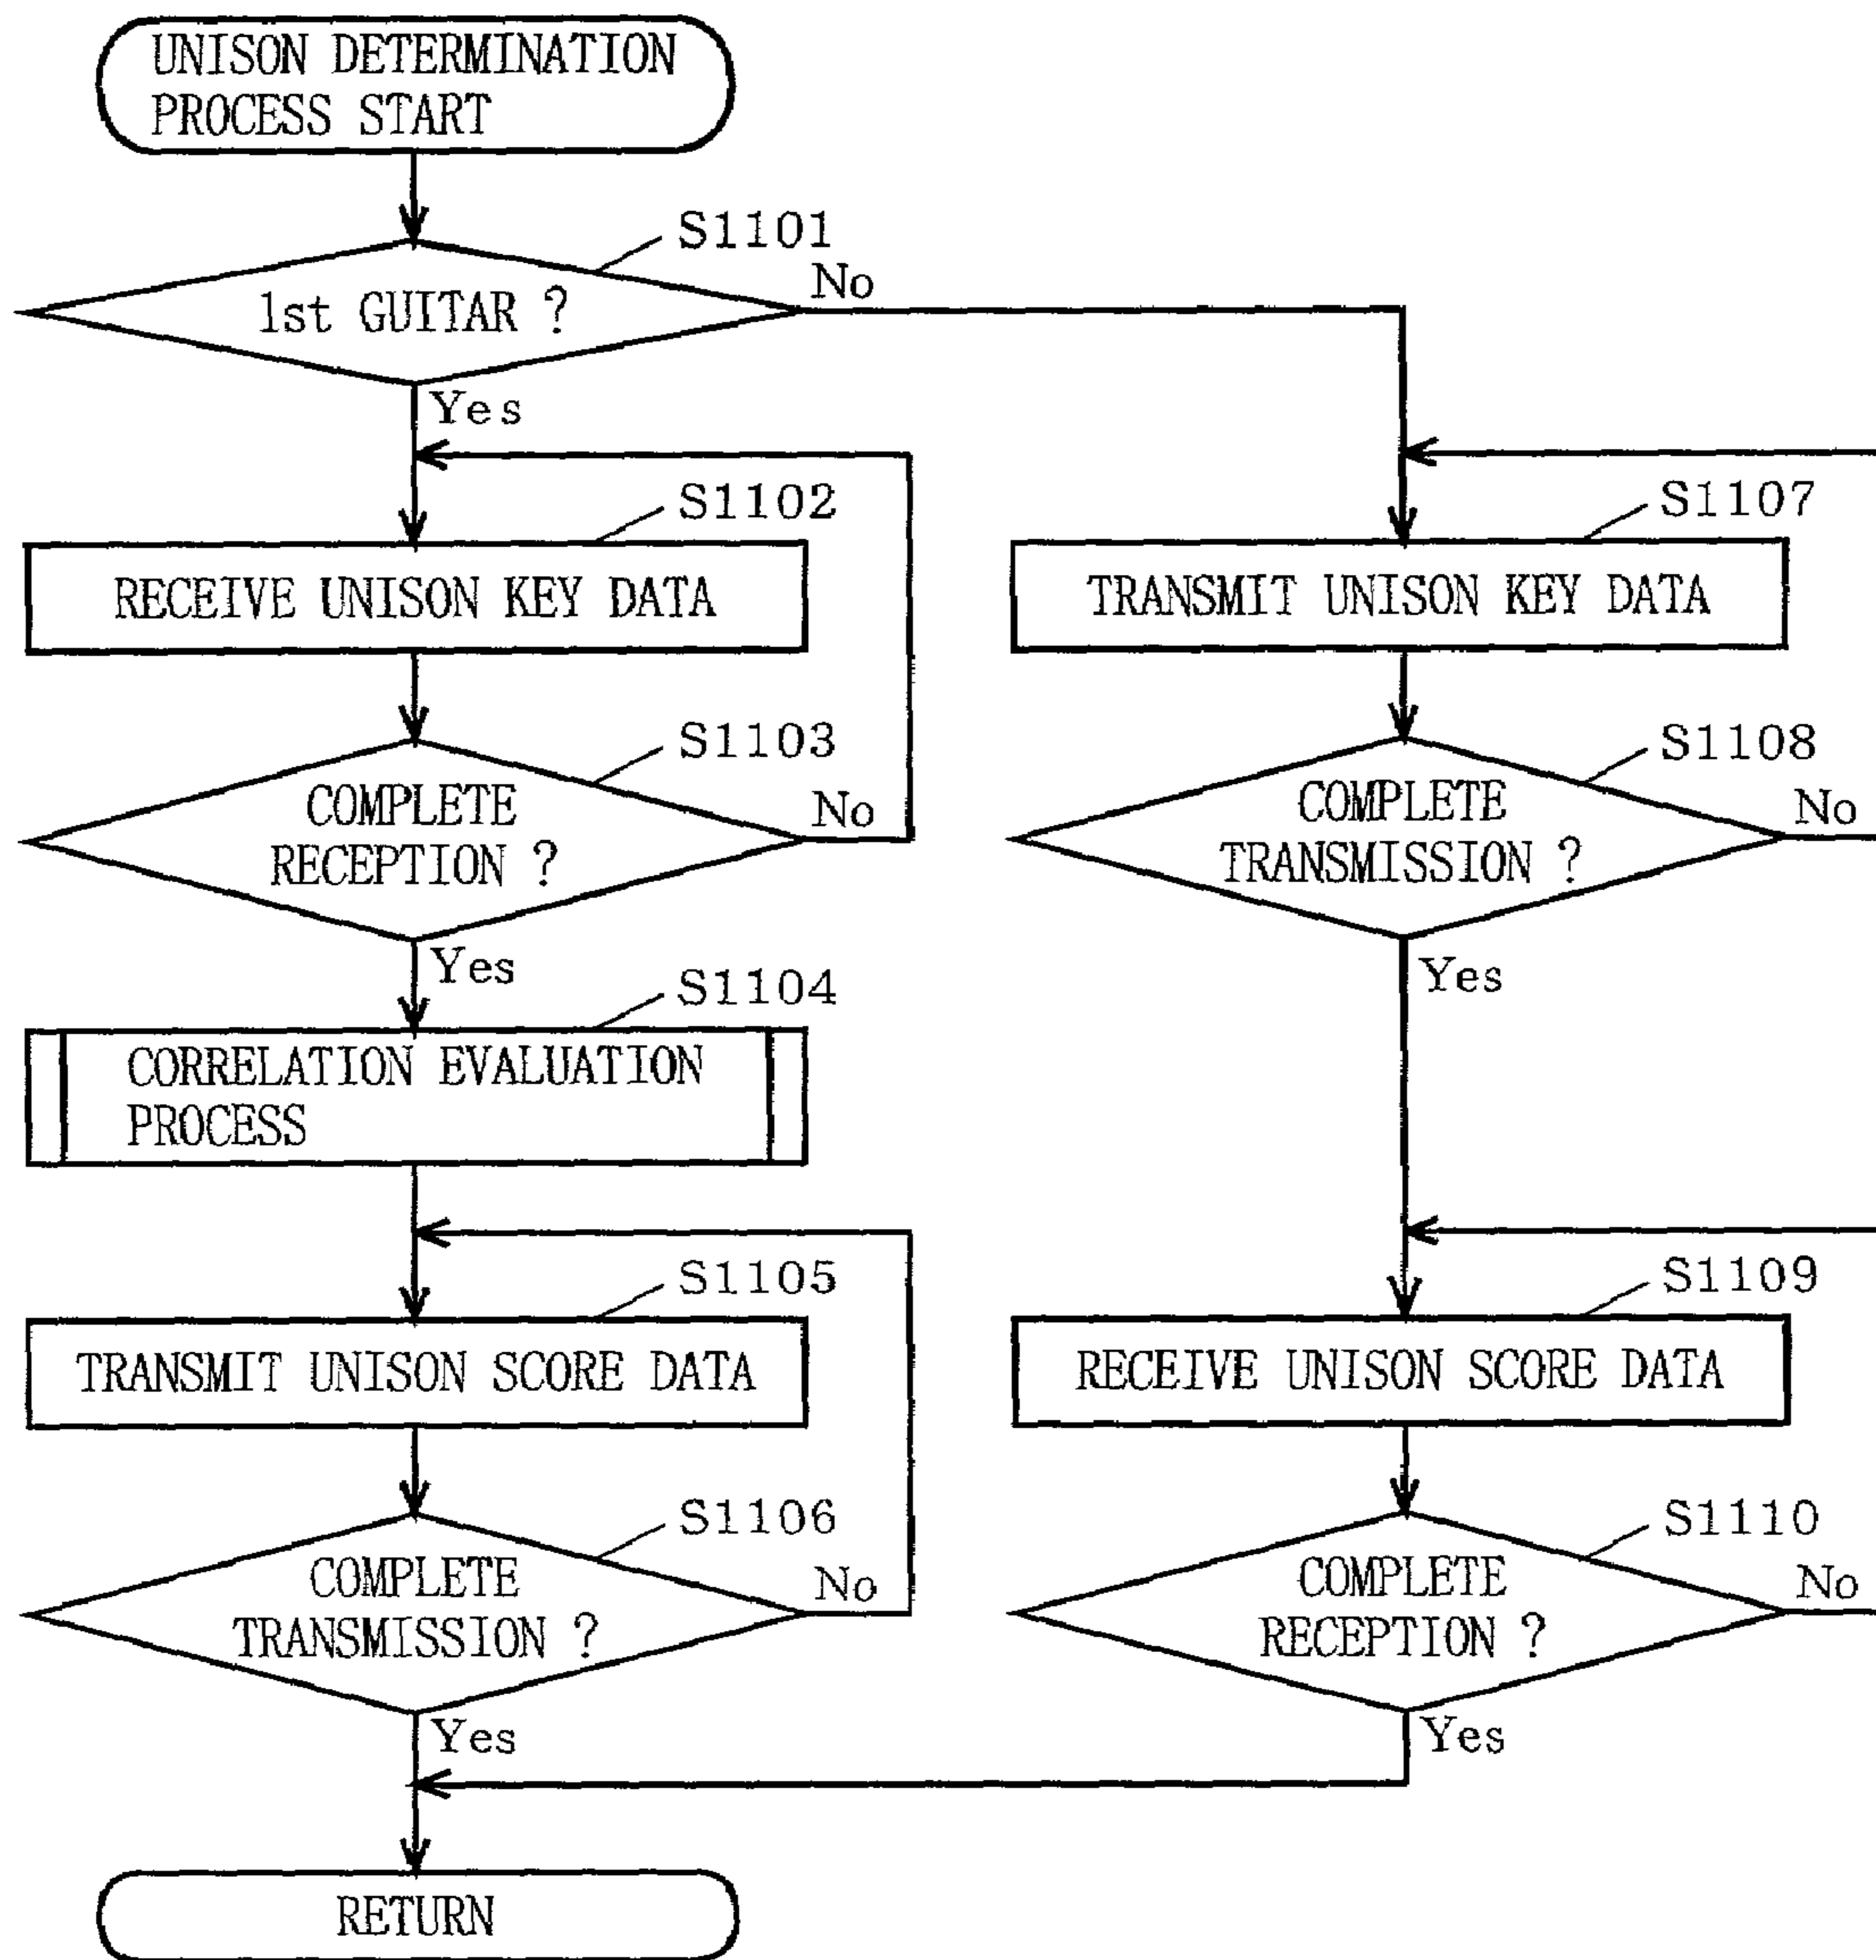 UNISON DETERMINATION
PROCESS START
S1101
1st GUITAR ?
No
Yes
S1102
RECEIVE UNISON KEY DATA
S1103
COMPLETE
RECEPTION ?
No
Yes
S1104
CORRELATION EVALUATION
PROCESS
S1105
TRANSMIT UNISON SCORE DATA
S1106
COMPLETE
TRANSMISSION ?
No
Yes
S1107
TRANSMIT UNISON KEY DATA
S1108
COMPLETE
TRANSMISSION ?
No
Yes
S1109
RECEIVE UNISON SCORE DATA
S1110
COMPLETE
RECEPTION ?
No
Yes
RETURN